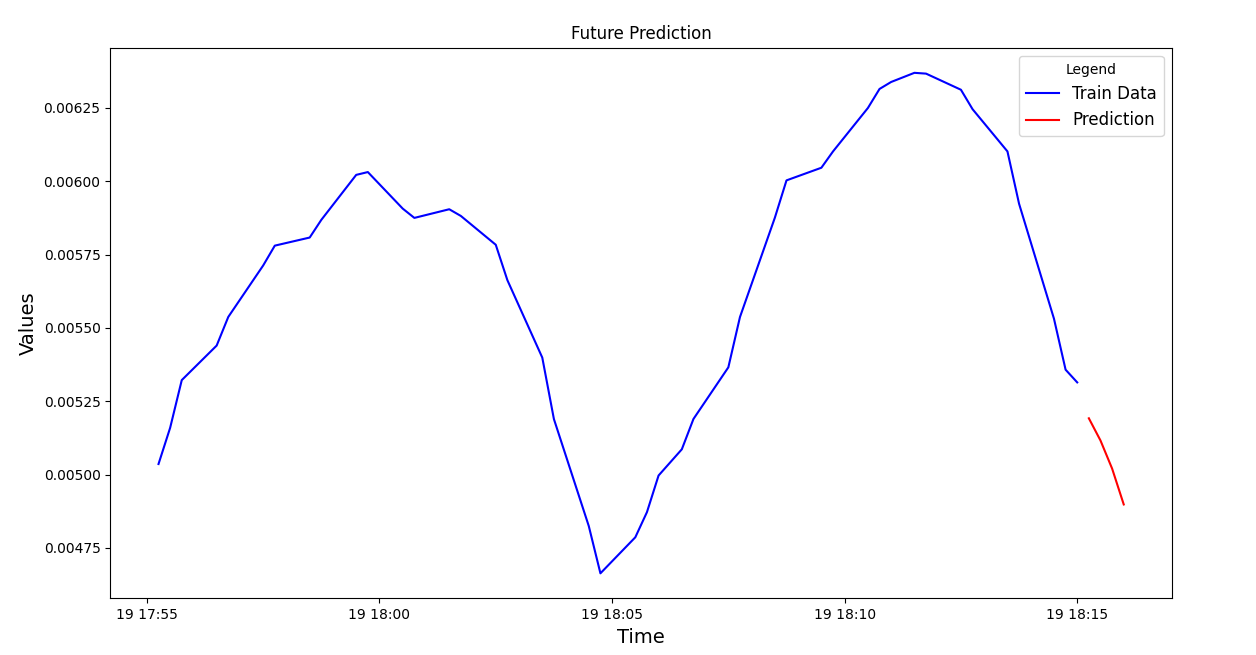 Future Prediction
Legend
Train Data
Prediction
Values
0.00625
0.00600
0.00575
0.00550
0.00525
0.00500
0.00475
19 17:55
19 18:00
19 18:05
19 18:10
19 18:15
Time